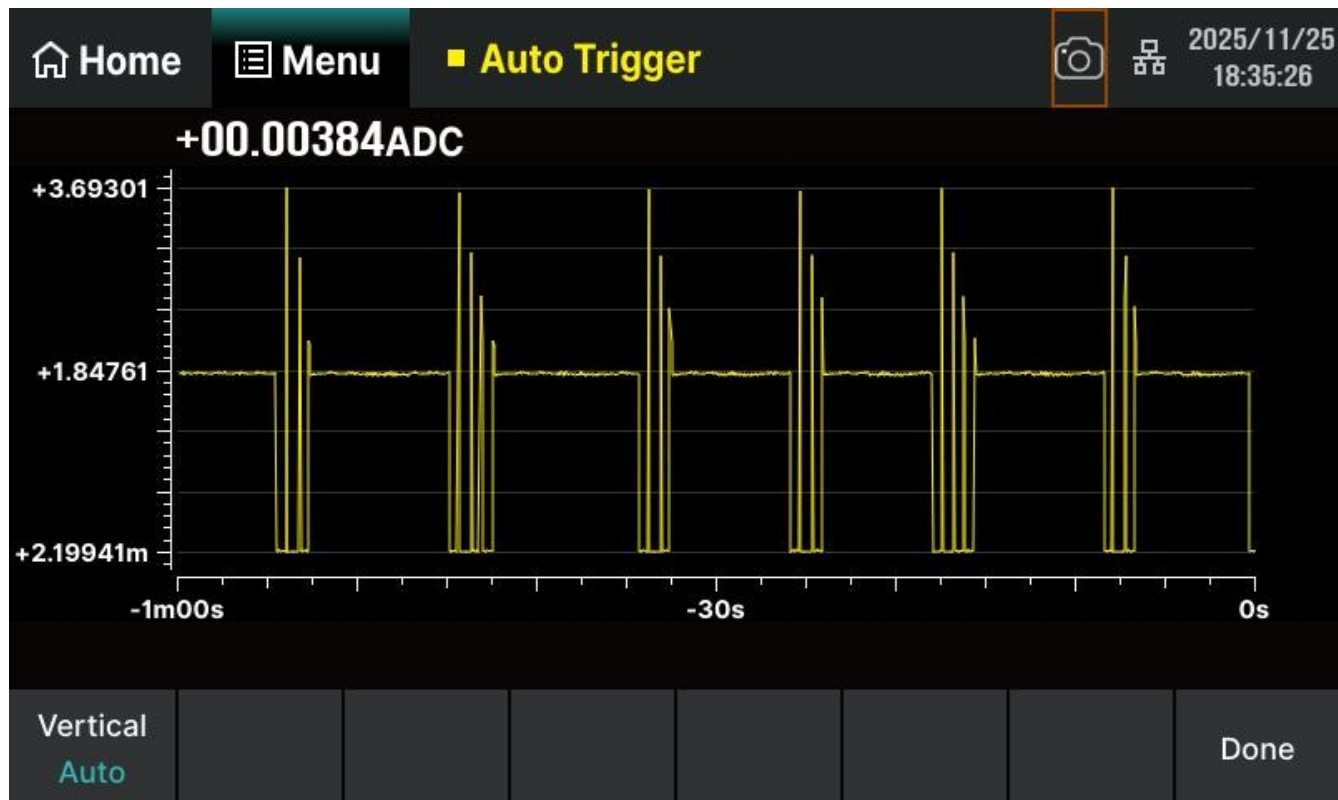 Home
Menu
Auto Trigger
2025/11/25
18:35:26
+00.00384ADC
+3.69301
+1.84761
+2.19941m
-1m00s
-30s
0s
Vertical
Auto
Done